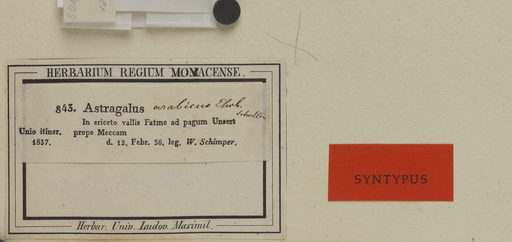 HERBARIUM REGIUM MONACENSE.
843. Astragalus arabicus Ehrb.
In ericeto vallis Fatme ad pagum Unsert
Unio itiner. prope Meccam
1837. d. 12. Febr. 36. leg. W. Schimper.
Herbar. Univ. Ludov. Maximil.
SYNTYPUS